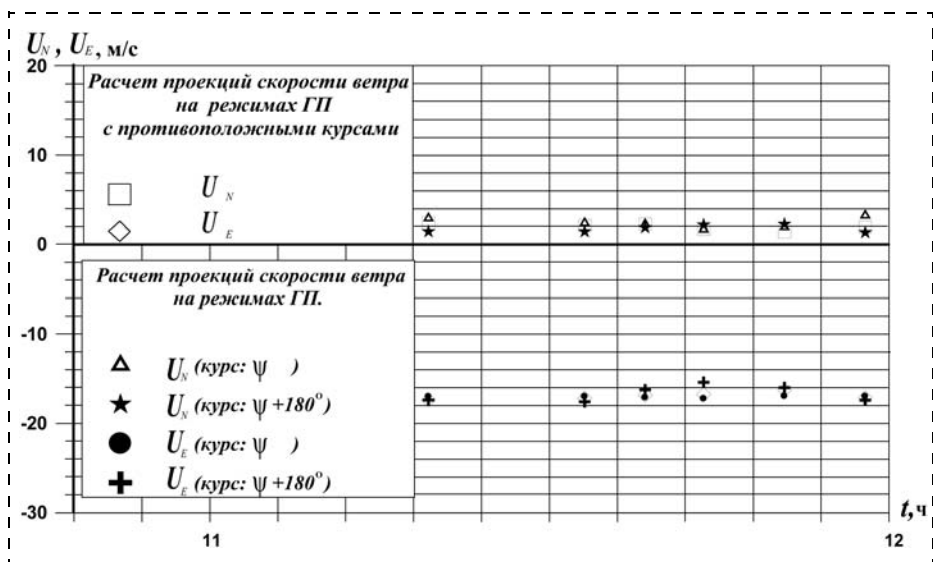 U_N, U_E, м/с
20
Расчет проекций скорости ветра
на режимах ГП
с противоположными курсами
U_N
U_E
10
0
Расчет проекций скорости ветра
на режимах ГП.
U_N (курс: ψ )
U_N (курс: ψ +180°)
U_E (курс: ψ )
U_E (курс: ψ +180°)
-10
-20
-30
t, ч
11
12